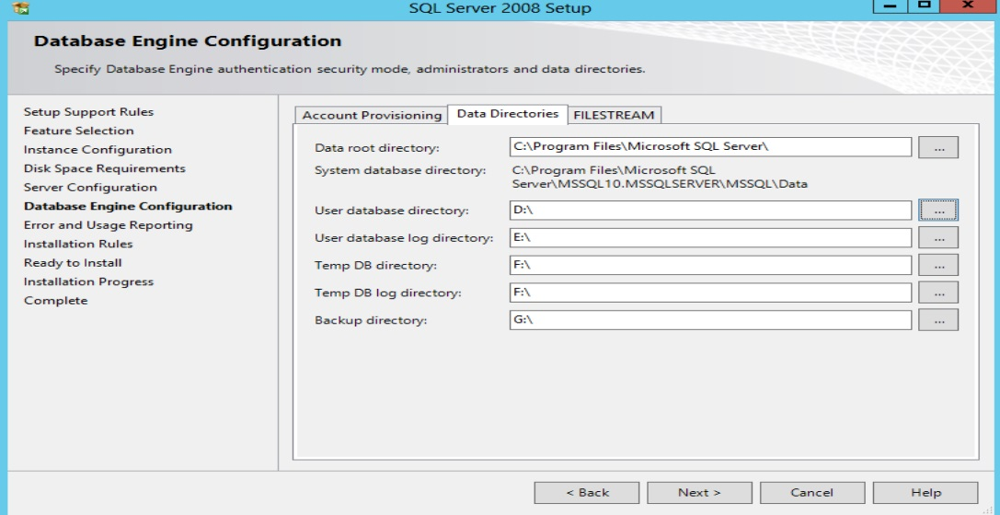 SQL Server 2008 Setup
Database Engine Configuration
Specify Database Engine authentication security mode, administrators and data directories.
Setup Support Rules
Feature Selection
Instance Configuration
Disk Space Requirements
Server Configuration
Database Engine Configuration
Error and Usage Reporting
Installation Rules
Ready to Install
Installation Progress
Complete
Account Provisioning Data Directories FILESTREAM
Data root directory: C:\Program Files\Microsoft SQL Server\ ...
System database directory: C:\Program Files\Microsoft SQL
Server\MSSQL10.MSSQLSERVER\MSSQL\Data
User database directory: D:\ ...
User database log directory: E:\ ...
Temp DB directory: F:\ ...
Temp DB log directory: F:\ ...
Backup directory: G:\ ...
< Back Next > Cancel Help